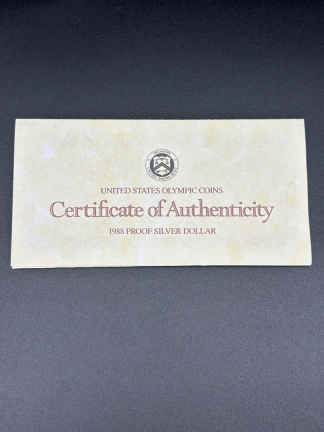 UNITED STATES OLYMPIC COINS
Certificate of Authenticity
1988 PROOF SILVER DOLLAR